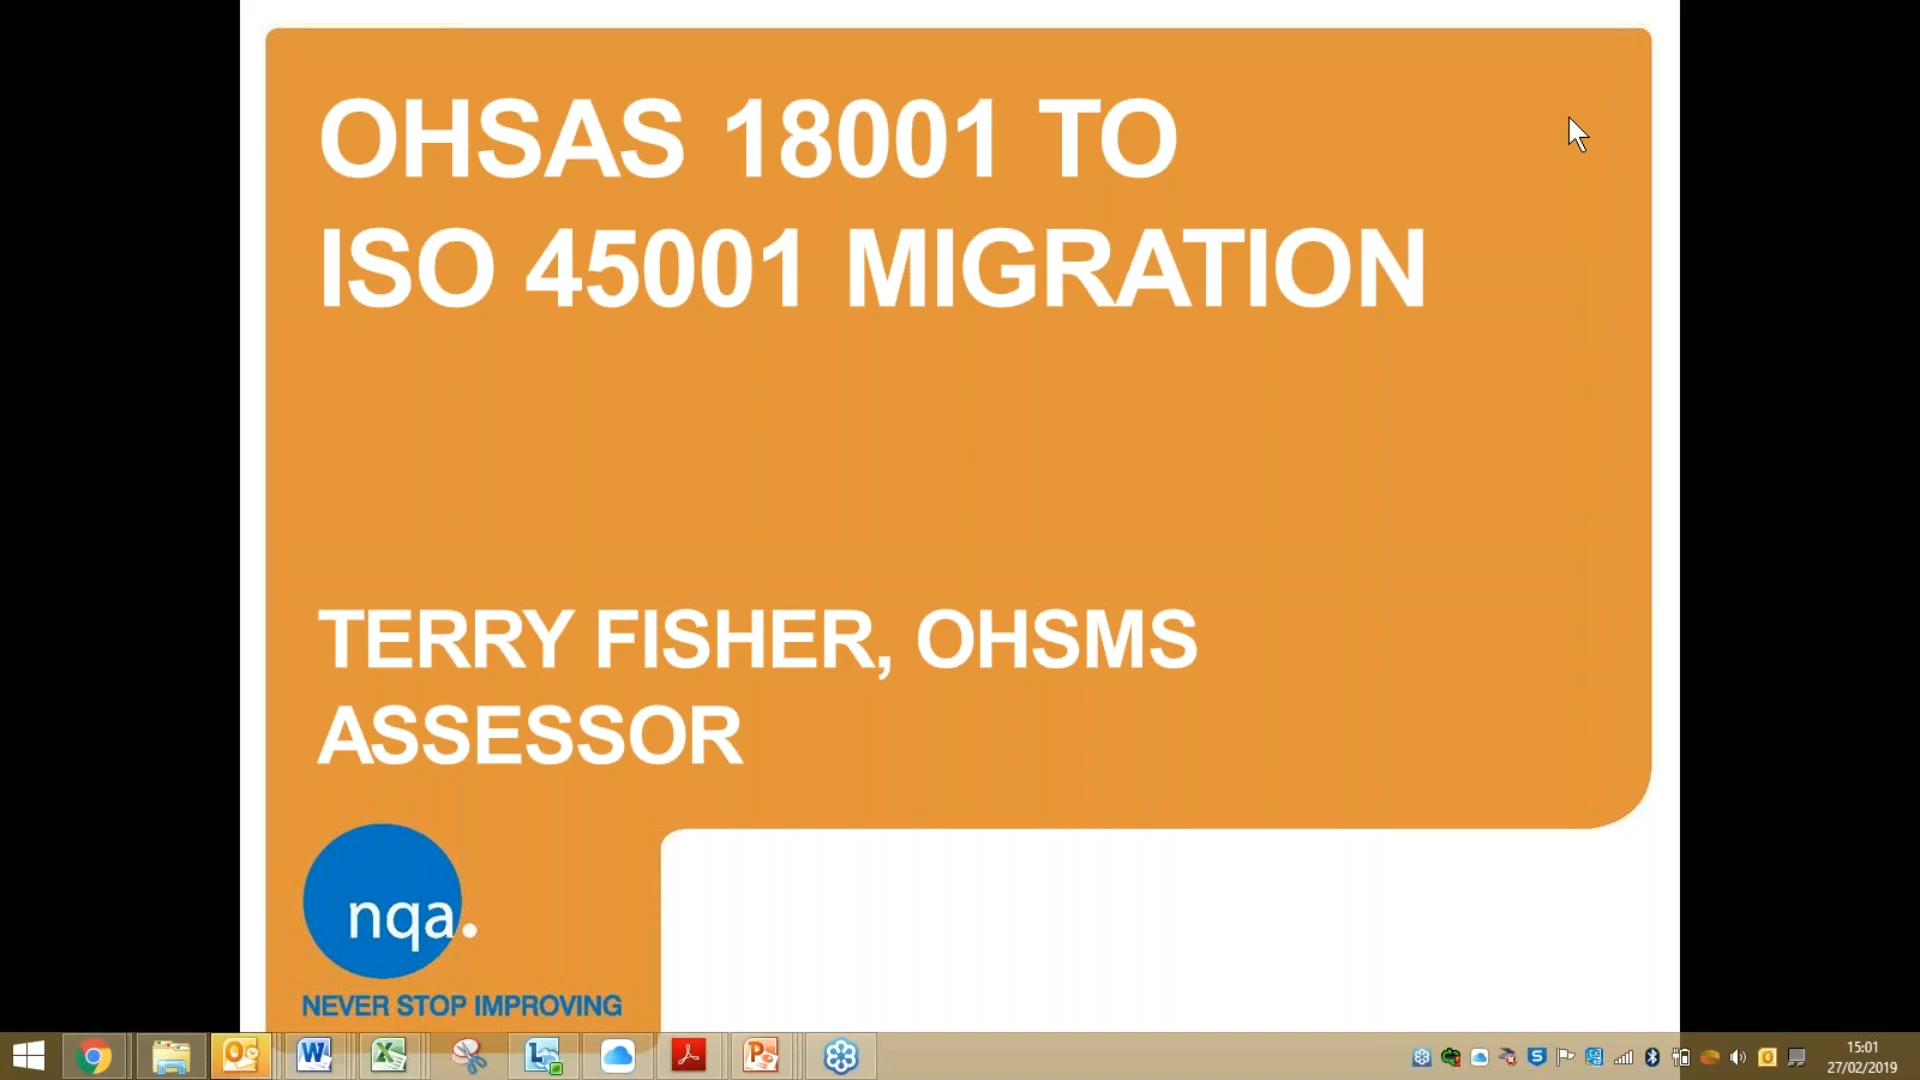 OHSAS 18001 TO
ISO 45001 MIGRATION
TERRY FISHER, OHSMS
ASSESSOR
nqa.
NEVER STOP IMPROVING
15:01
27/02/2019